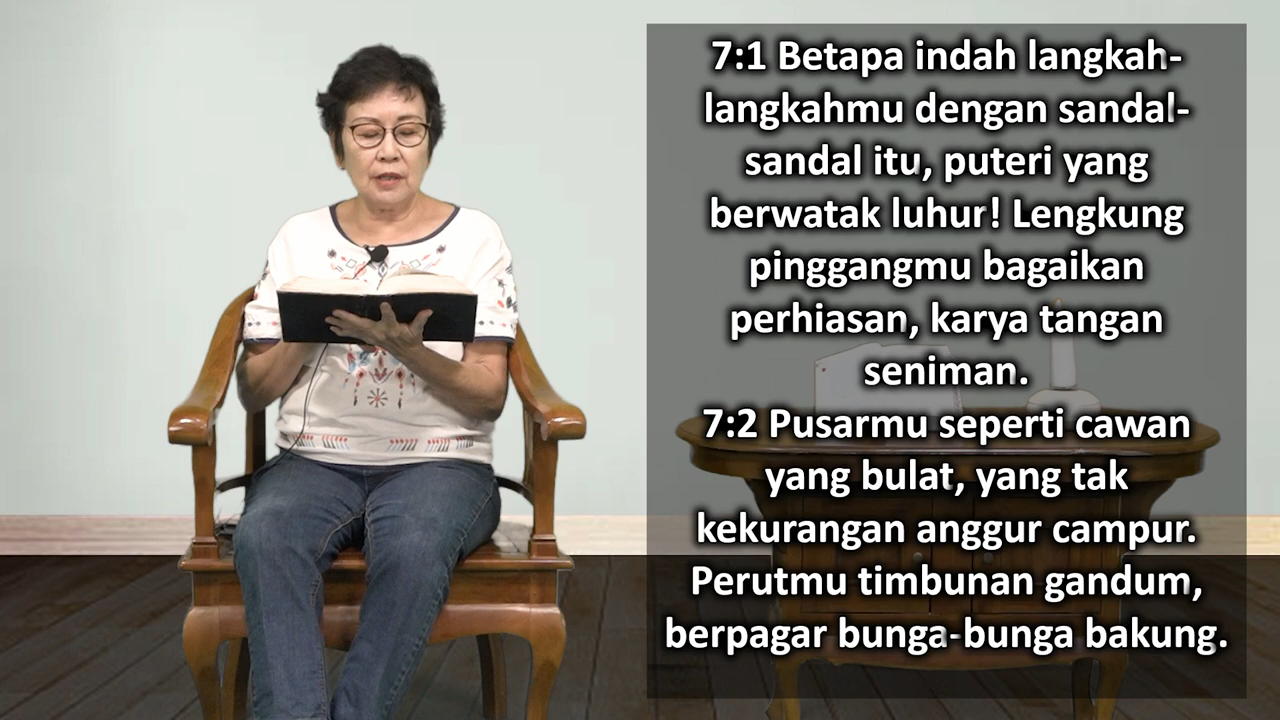 7:1 Betapa indah langkah-
langkahmu dengan sandal-
sandal itu, puteri yang
berwatak luhur! Lengkung
pinggangmu bagaikan
perhiasan, karya tangan
seniman.
7:2 Pusarmu seperti cawan
yang bulat, yang tak
kekurangan anggur campur.
Perutmu timbunan gandum,
berpagar bunga-bunga bakung.